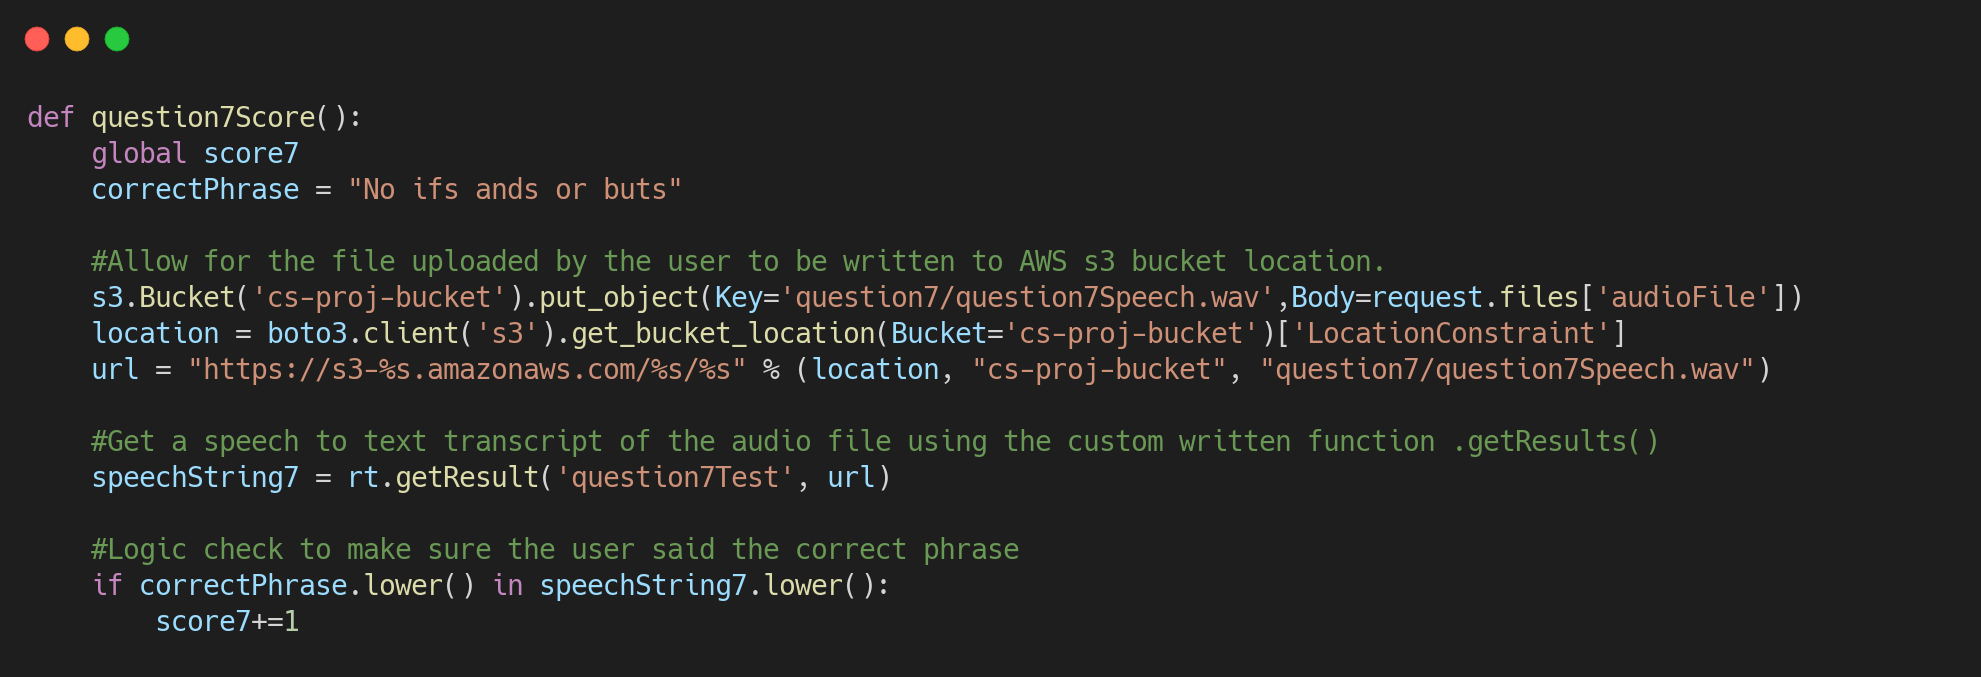 def question7Score():
    global score7
    correctPhrase = "No ifs ands or buts"

    #Allow for the file uploaded by the user to be written to AWS s3 bucket location.
    s3.Bucket('cs-proj-bucket').put_object(Key='question7/question7Speech.wav',Body=request.files['audioFile'])
    location = boto3.client('s3').get_bucket_location(Bucket='cs-proj-bucket')['LocationConstraint']
    url = "https://s3-%s.amazonaws.com/%s/%s" % (location, "cs-proj-bucket", "question7/question7Speech.wav")

    #Get a speech to text transcript of the audio file using the custom written function .getResults()
    speechString7 = rt.getResult('question7Test', url)

    #Logic check to make sure the user said the correct phrase
    if correctPhrase.lower() in speechString7.lower():
        score7+=1